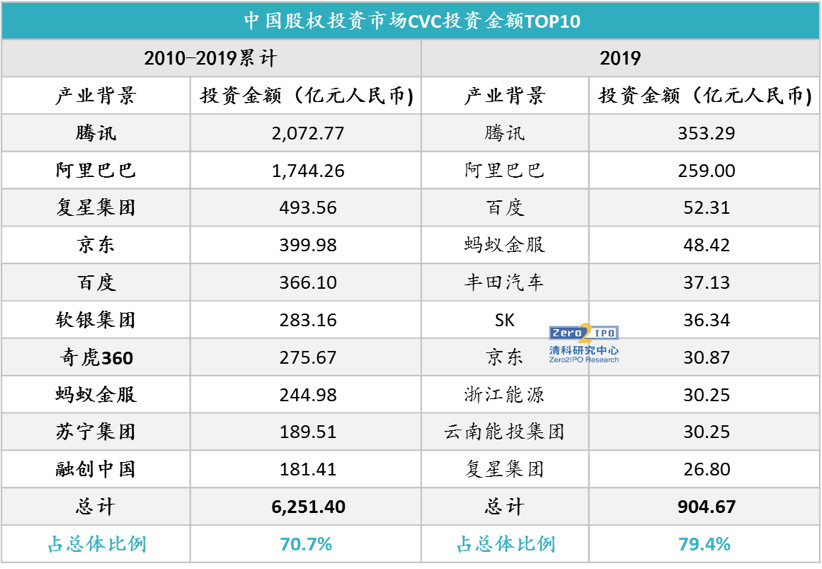 中国股权投资市场CVC投资金额TOP10
2010-2019累计 2019
产业背景 投资金额（亿元人民币) 产业背景 投资金额（亿元人民币)
腾讯 2,072.77 腾讯 353.29
阿里巴巴 1,744.26 阿里巴巴 259.00
复星集团 493.56 百度 52.31
京东 399.98 蚂蚁金服 48.42
百度 366.10 丰田汽车 37.13
软银集团 283.16 SK 36.34
Zero2IPO
清科研究中心
Zero2IPO Research
奇虎360 275.67 京东 30.87
蚂蚁金服 244.98 浙江能源 30.25
苏宁集团 189.51 云南能投集团 30.25
融创中国 181.41 复星集团 26.80
总计 6,251.40 总计 904.67
占总体比例 70.7% 占总体比例 79.4%